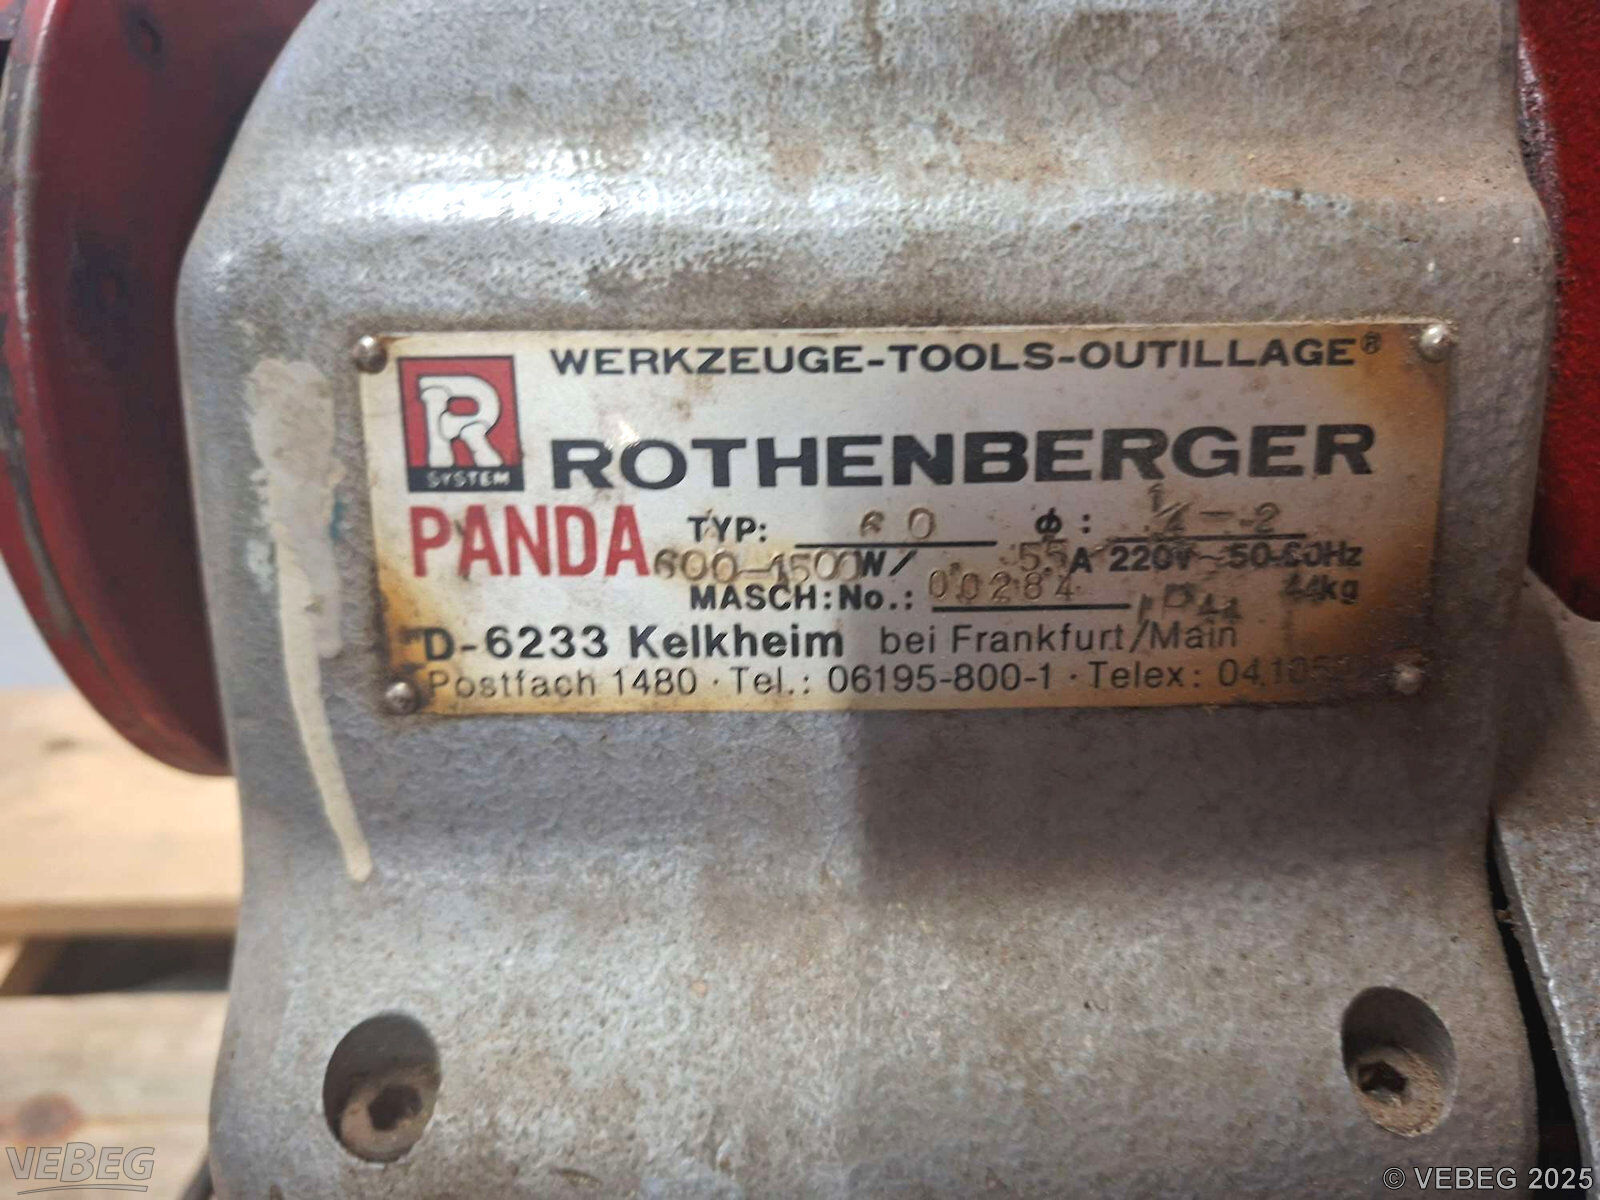 WERKZEUGE-TOOLS-OUTILLAGE®
R
SYSTEM
ROTHENBERGER
PANDA
TYP: 60 Φ: 1/4-2
600-1500W/ 5.5A 220V~50-60Hz
MASCH:No.: 00284 44kg
D-6233 Kelkheim bei Frankfurt/Main
Postfach 1480 · Tel.: 06195-800-1 · Telex:
VEBEG
© VEBEG 2025